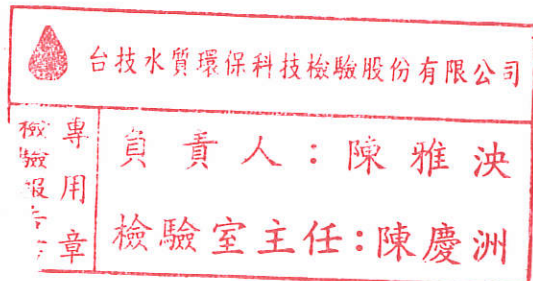 台技水質環保科技檢驗股份有限公司
檢驗報告
專用章
負責人：陳雅泱
檢驗室主任：陳慶洲